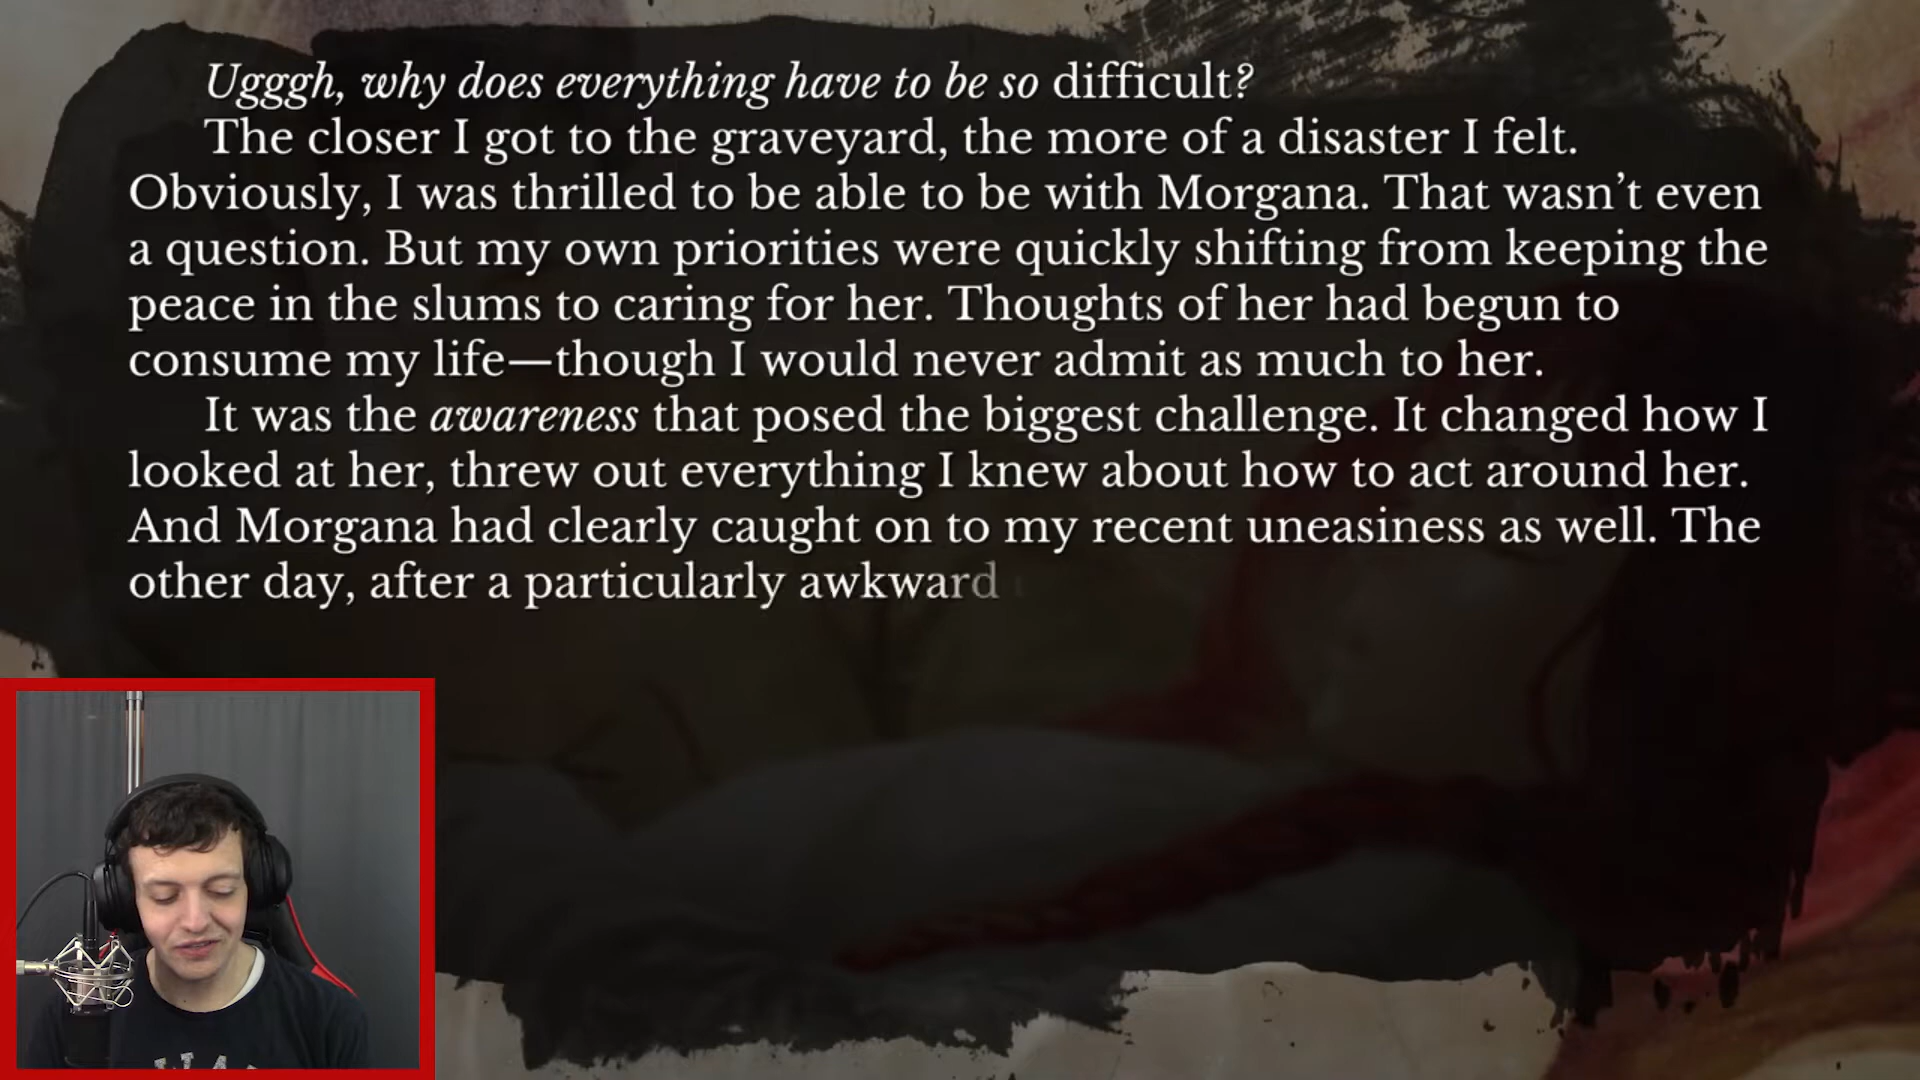 Ugggh, why does everything have to be so difficult?
The closer I got to the graveyard, the more of a disaster I felt.
Obviously, I was thrilled to be able to be with Morgana. That wasn’t even
a question. But my own priorities were quickly shifting from keeping the
peace in the slums to caring for her. Thoughts of her had begun to
consume my life—though I would never admit as much to her.
It was the awareness that posed the biggest challenge. It changed how I
looked at her, threw out everything I knew about how to act around her.
And Morgana had clearly caught on to my recent uneasiness as well. The
other day, after a particularly awkward